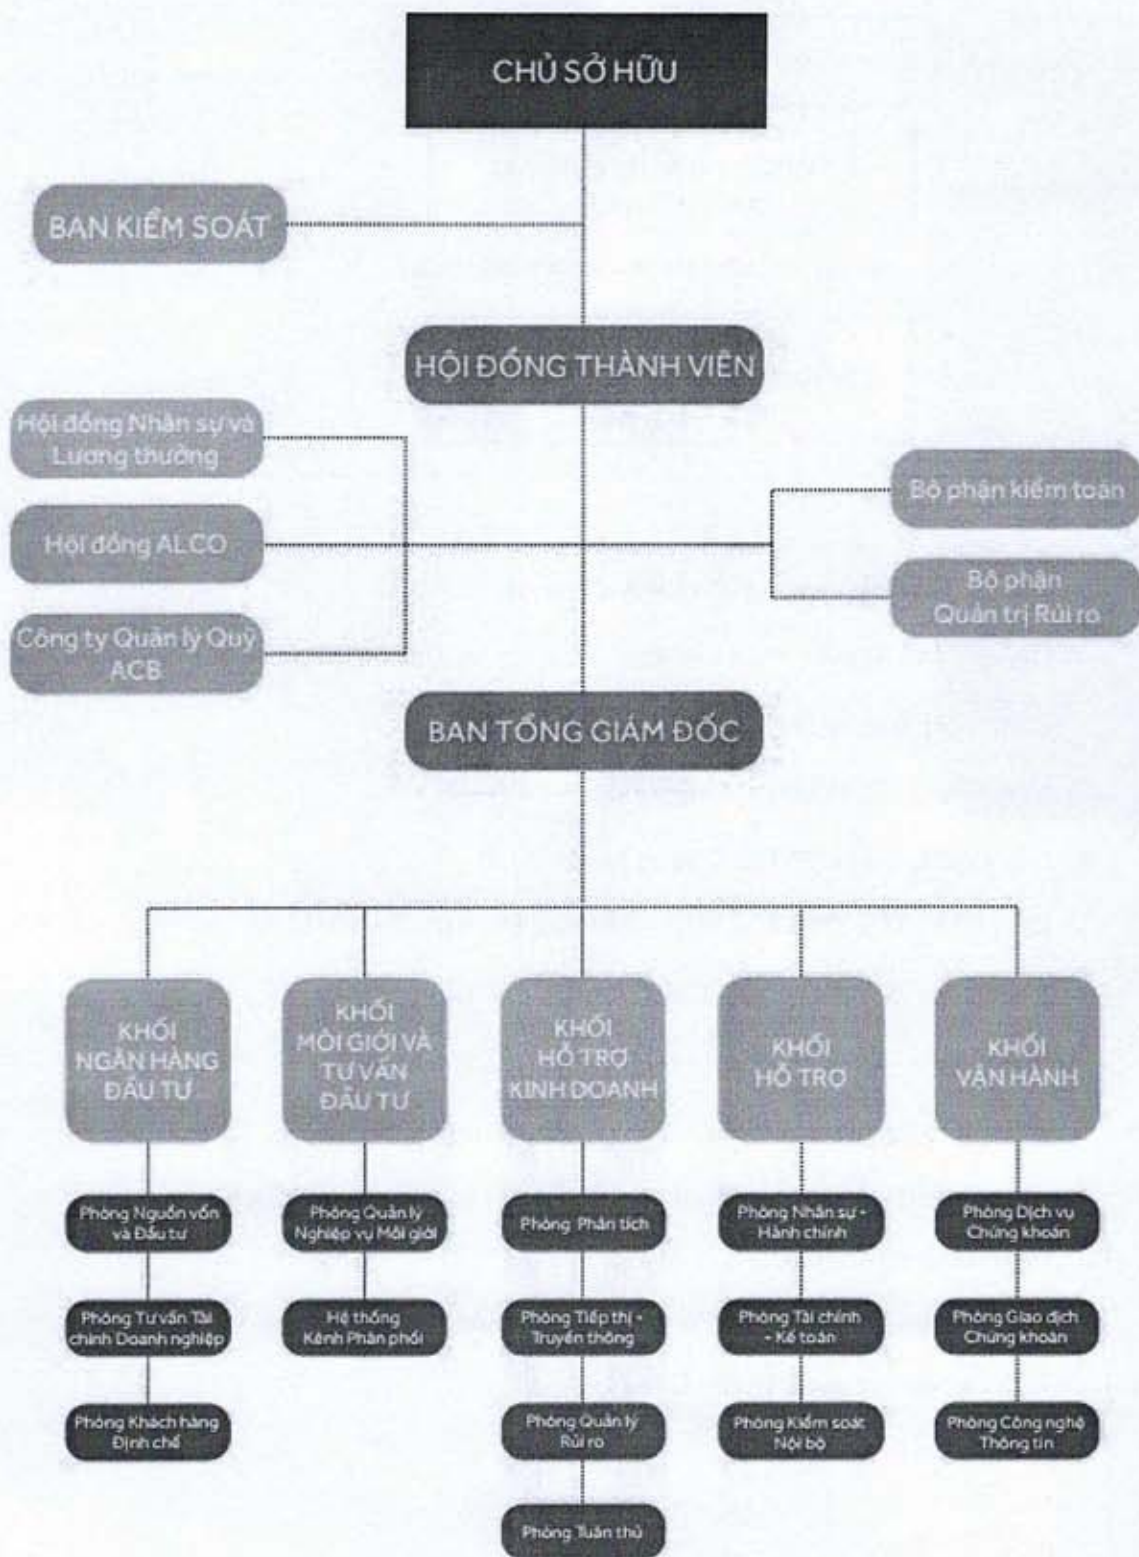 CHỦ SỞ HỮU
BAN KIỂM SOÁT
HỘI ĐỒNG THÀNH VIÊN
Hội đồng Nhân sự và
Lương thưởng
Bộ phận kiểm toán
Hội đồng ALCO
Bộ phận
Quản trị Rủi ro
Công ty Quản lý Quỹ
ACB
BAN TỔNG GIÁM ĐỐC
KHỐI
NGÂN HÀNG
ĐẦU TƯ
KHỐI
MÔI GIỚI VÀ
TƯ VẤN
ĐẦU TƯ
KHỐI
HỖ TRỢ
KINH DOANH
KHỐI
HỖ TRỢ
KHỐI
VẬN HÀNH
Phòng Nguồn vốn
và Đầu tư
Phòng Quản lý
Nghiệp vụ Môi giới
Phòng Phân tích
Phòng Nhân sự -
Hành chính
Phòng Dịch vụ
Chứng khoán
Phòng Tư vấn Tài
chính Doanh nghiệp
Hệ thống
Kênh Phân phối
Phòng Tiếp thị -
Truyền thông
Phòng Tài chính
- Kế toán
Phòng Giao dịch
Chứng khoán
Phòng Khách hàng
Định chế
Phòng Quản lý
Rủi ro
Phòng Kiểm soát
Nội bộ
Phòng Công nghệ
Thông tin
Phòng Tuân thủ